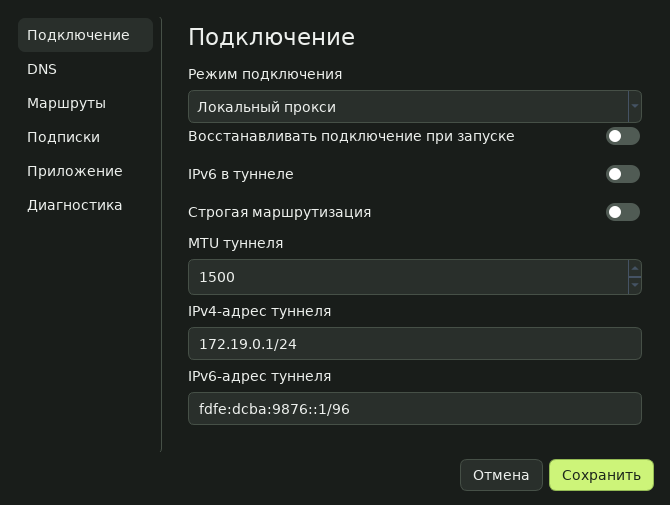 Подключение
DNS
Маршруты
Подписки
Приложение
Диагностика
Подключение
Режим подключения
Локальный прокси
Восстанавливать подключение при запуске
IPv6 в туннеле
Строгая маршрутизация
MTU туннеля
1500
IPv4-адрес туннеля
172.19.0.1/24
IPv6-адрес туннеля
fdfe:dcba:9876::1/96
Отмена
Сохранить